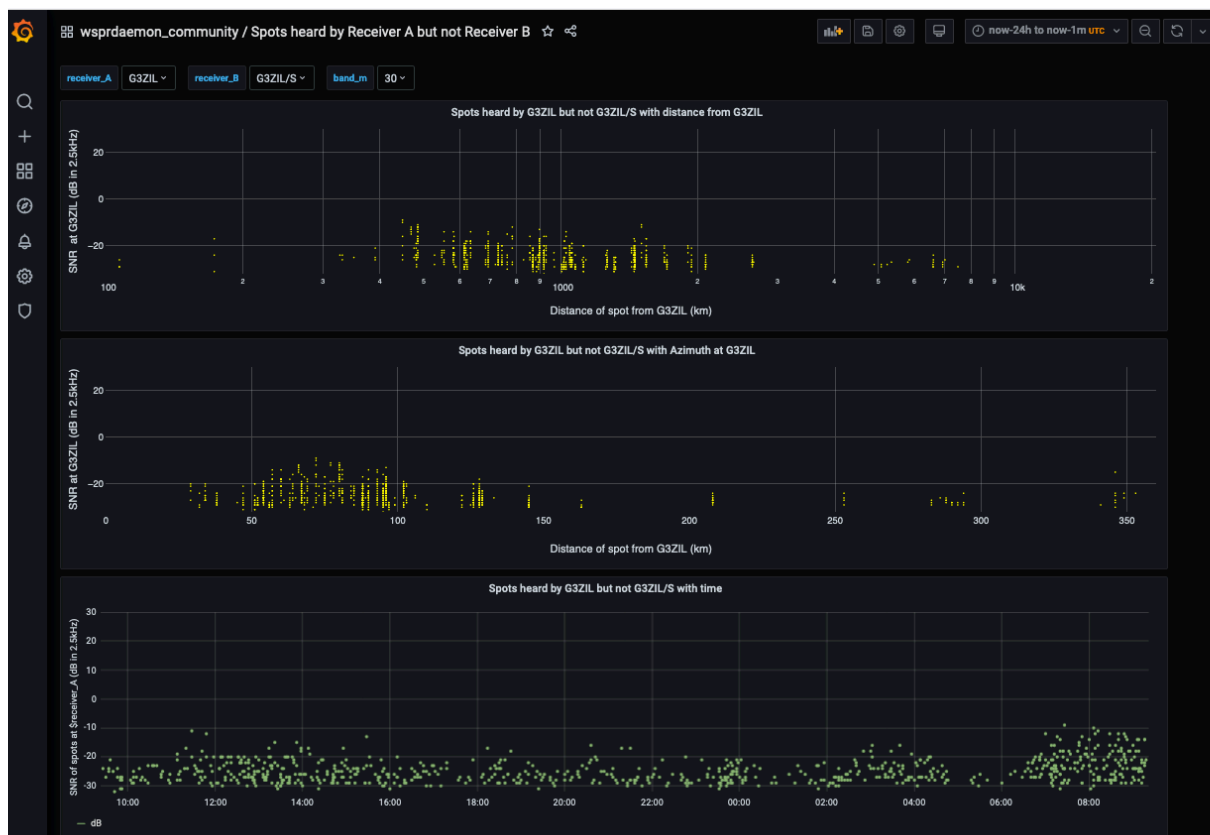 wsprdaemon_community / Spots heard by Receiver A but not Receiver B
now-24h to now-1m UTC
receiver_A G3ZIL receiver_B G3ZIL/S band_m 30
Spots heard by G3ZIL but not G3ZIL/S with distance from G3ZIL
SNR at G3ZIL (dB in 2.5kHz)
20
0
-20
100 2 3 4 5 6 7 8 9 1000 2 3 4 5 6 7 8 9 10k 2
Distance of spot from G3ZIL (km)
Spots heard by G3ZIL but not G3ZIL/S with Azimuth at G3ZIL
SNR at G3ZIL (dB in 2.5kHz)
20
0
-20
0 50 100 150 200 250 300 350
Distance of spot from G3ZIL (km)
Spots heard by G3ZIL but not G3ZIL/S with time
SNR of spots at $receiver_A (dB in 2.5kHz)
30
20
10
0
-10
-20
-30
10:00 12:00 14:00 16:00 18:00 20:00 22:00 00:00 02:00 04:00 06:00 08:00
dB